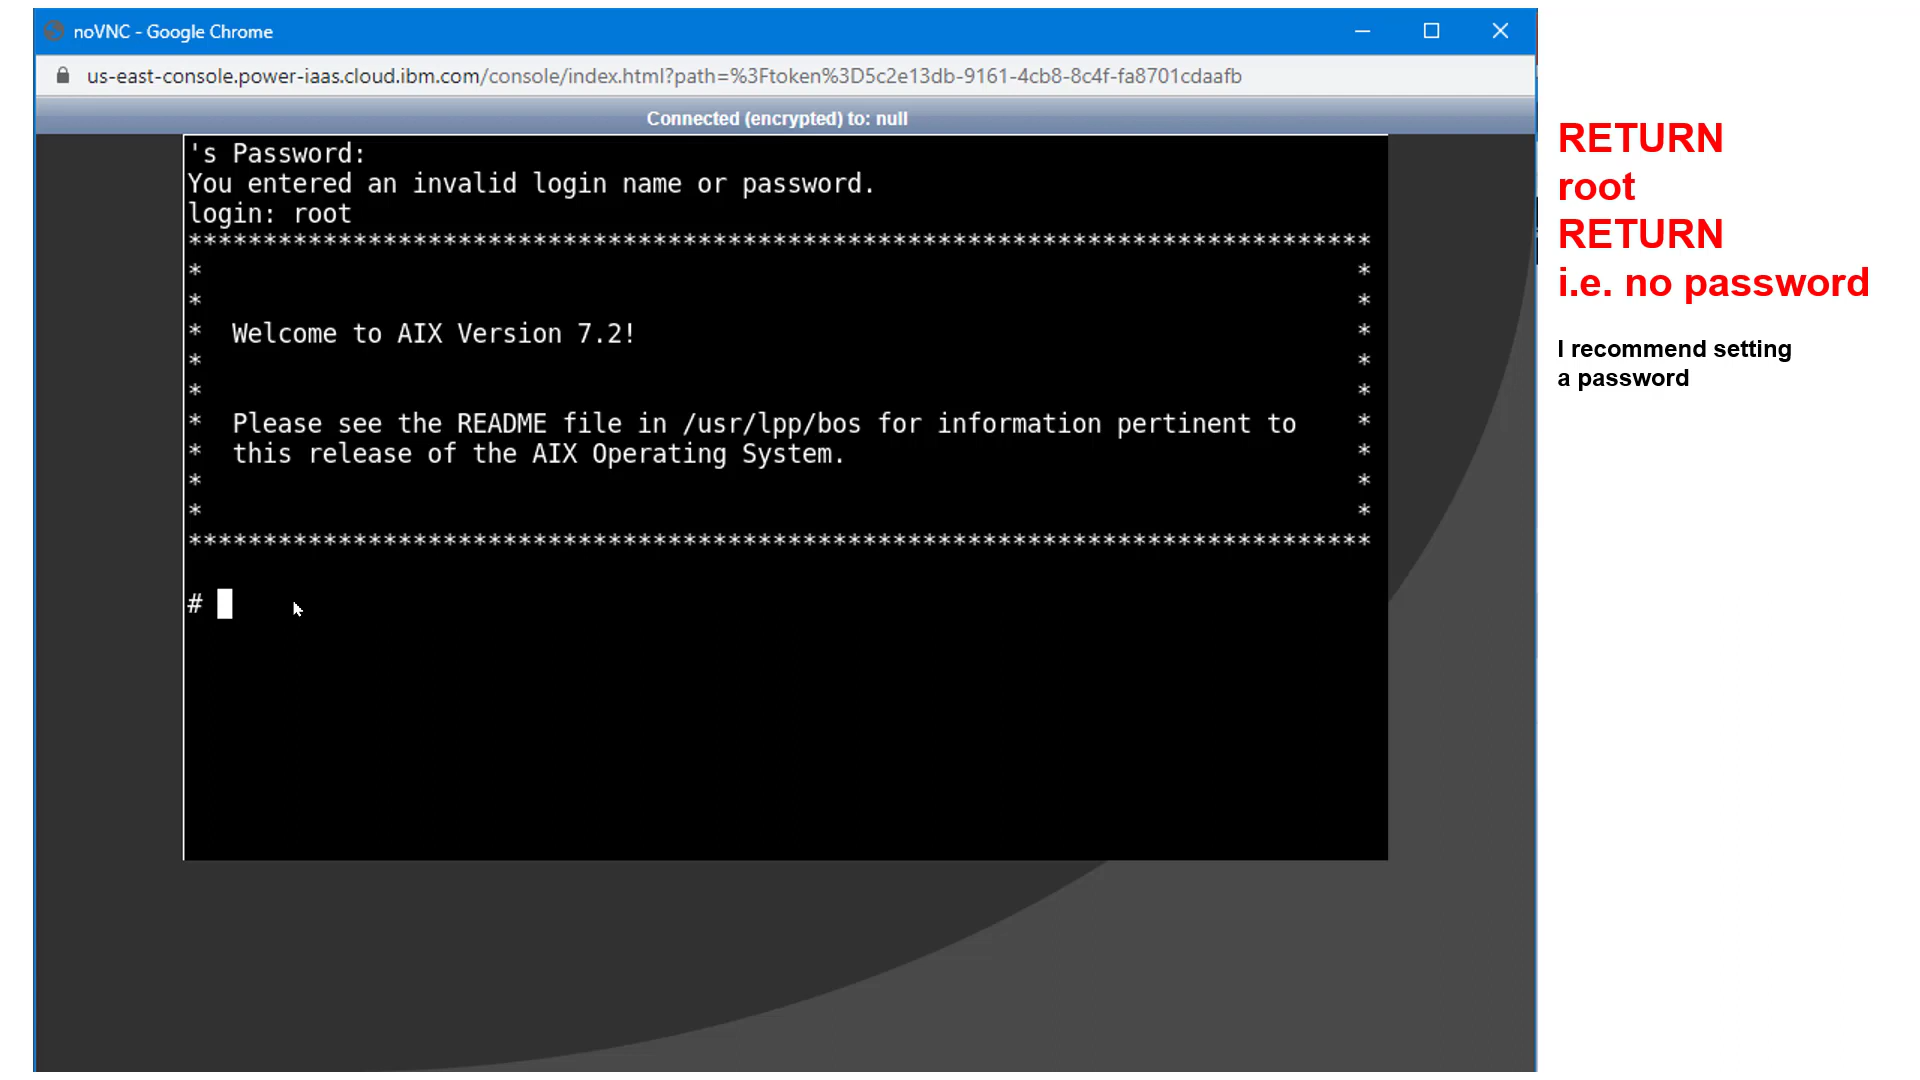 noVNC - Google Chrome
us-east-console.power-iaas.cloud.ibm.com/console/index.html?path=%3Ftoken%3D5c2e13db-9161-4cb8-8c4f-fa8701cdaafb
Connected (encrypted) to: null
's Password:
You entered an invalid login name or password.
login: root
*******************************************************************************
* *
* *
* Welcome to AIX Version 7.2! *
* *
* *
* Please see the README file in /usr/lpp/bos for information pertinent to *
* this release of the AIX Operating System. *
* *
* *
*******************************************************************************
#
RETURN
root
RETURN
i.e. no password
I recommend setting
a password